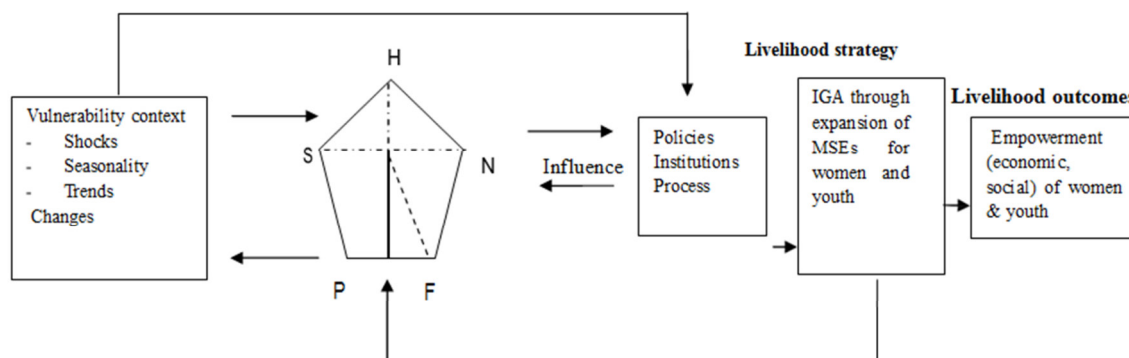 Vulnerability context
- Shocks
- Seasonality
- Trends
Changes
H
S
N
P
F
Influence
Policies
Institutions
Process
Livelihood strategy
IGA through
expansion of
MSEs for
women and
youth
Livelihood outcomes
Empowerment
(economic,
social) of women
& youth